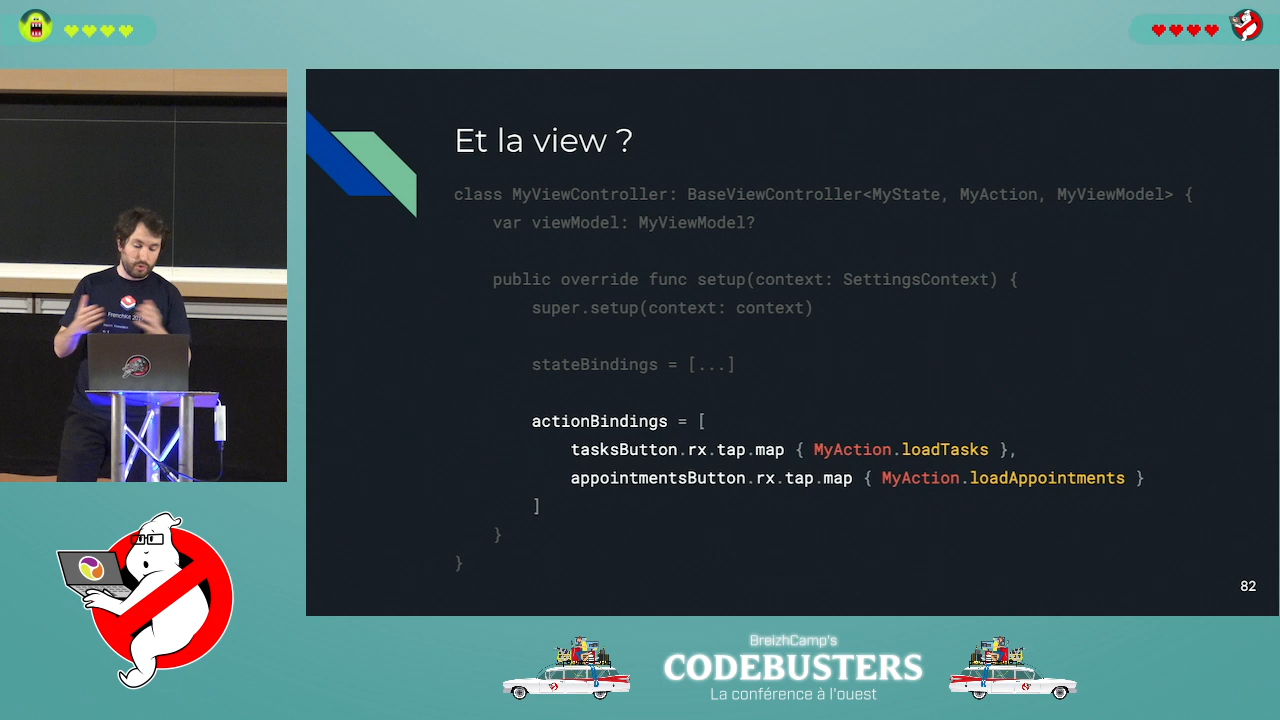 Et la view ?
class MyViewController: BaseViewController<MyState, MyAction, MyViewModel> {
var viewModel: MyViewModel?
public override func setup(context: SettingsContext) {
super.setup(context: context)
stateBindings = [...]
actionBindings = [
tasksButton.rx.tap.map { MyAction.loadTasks },
appointmentsButton.rx.tap.map { MyAction.loadAppointments }
]
}
}
82
Frenchics
BreizhCamp's
CODEBUSTERS
La conférence à l'ouest